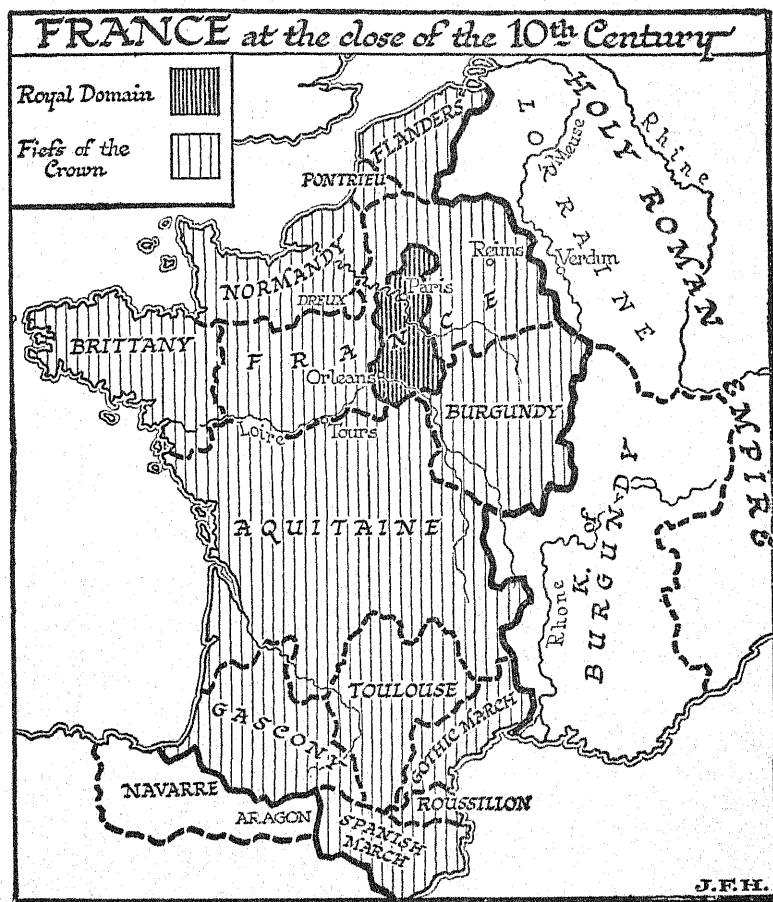 FRANCE at the close of the 10th Century
Royal Domain
Fiefs of the
Crown
FLANDERS
PONTRIEU
LORRAINE
HOLY ROMAN
EMPIRE
Meuse
Rhine
Reims
Verdun
NORMANDY
DREUX
Paris
BRITTANY
FRANCE
Orleans
BURGUNDY
Loire
Tours
AQUITAINE
K. of
BURGUNDY
Rhone
TOULOUSE
GASCONY
GOTHIC MARCH
NAVARRE
ARAGON
ROUSSILLON
SPANISH
MARCH
J.F.H.